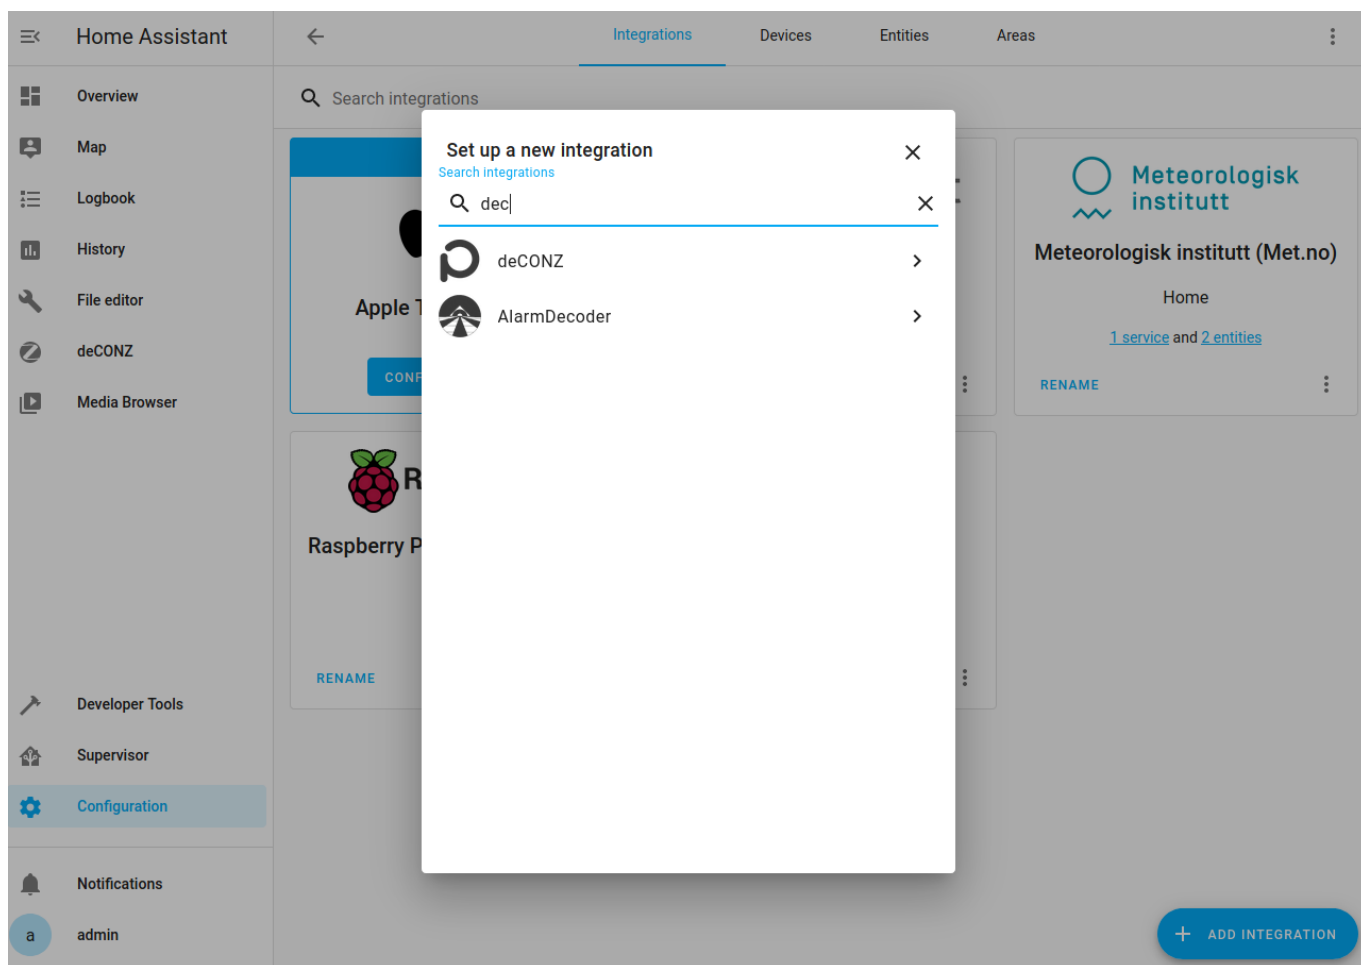 Home Assistant
Integrations
Devices
Entities
Areas
Overview
Map
Logbook
History
File editor
deCONZ
Media Browser
Developer Tools
Supervisor
Configuration
Notifications
a
admin
Search integrations
Set up a new integration
Search integrations
dec
deCONZ
AlarmDecoder
Apple
CONF
Meteorologisk
institutt
Meteorologisk institutt (Met.no)
Home
1 service and 2 entities
RENAME
R
Raspberry P
RENAME
ADD INTEGRATION